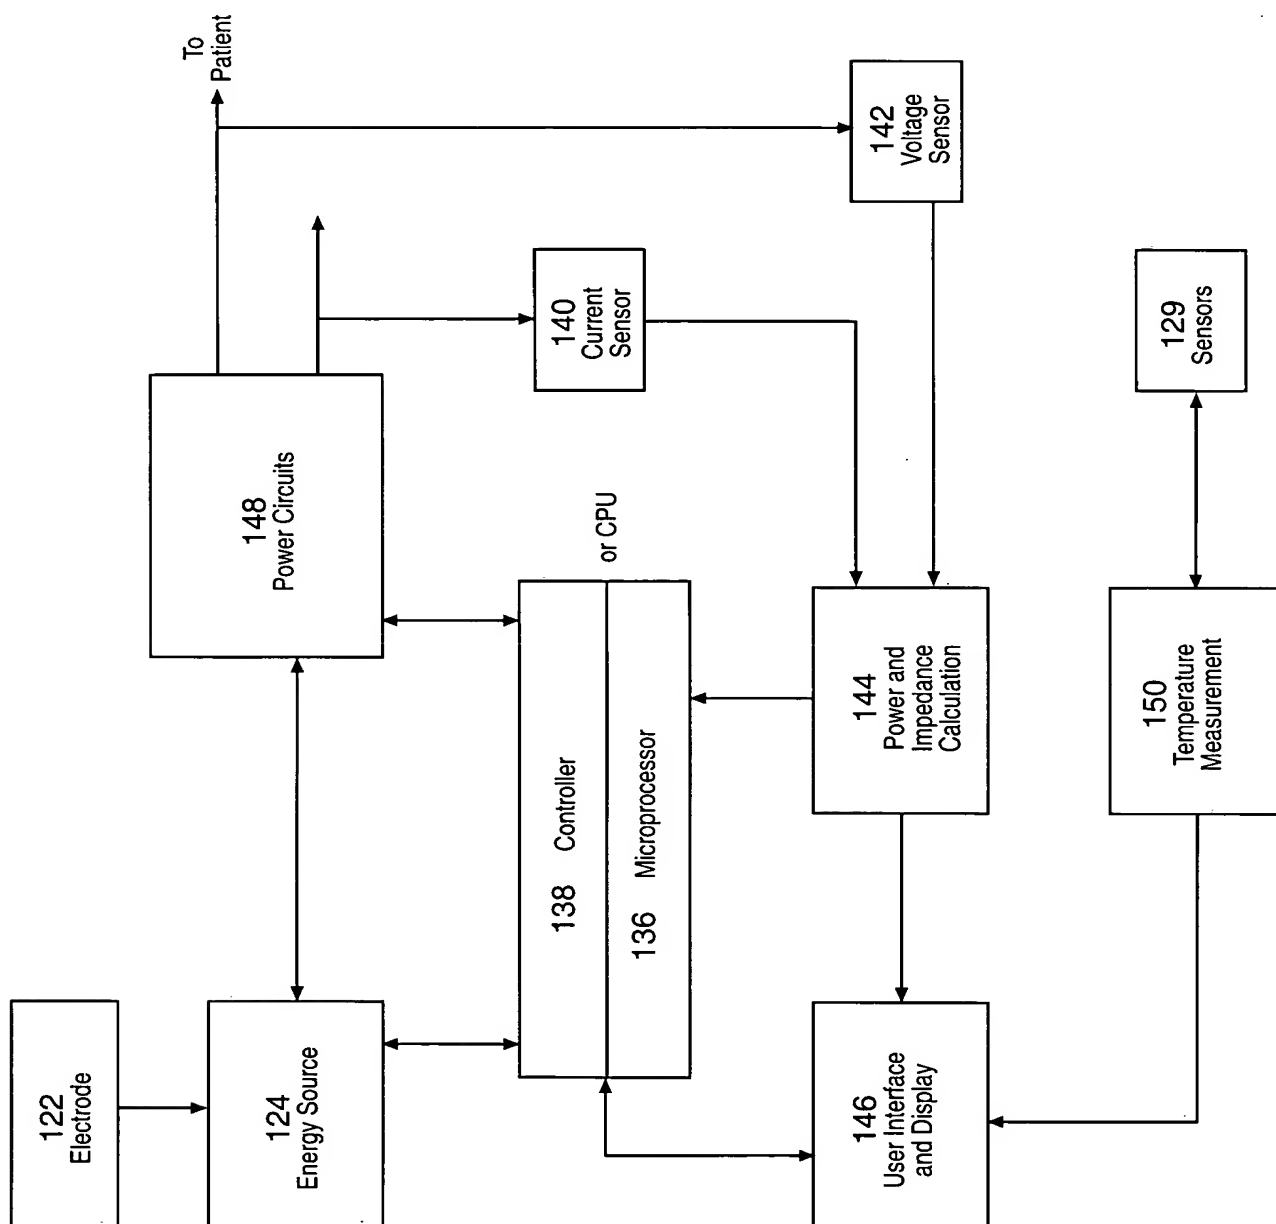 122
Electrode
124
Energy Source
148
Power Circuits
To
Patient
138 Controller
136 Microprocessor
or CPU
140
Current
Sensor
142
Voltage
Sensor
146
User Interface
and Display
144
Power and
Impedance
Calculation
150
Temperature
Measurement
129
Sensors